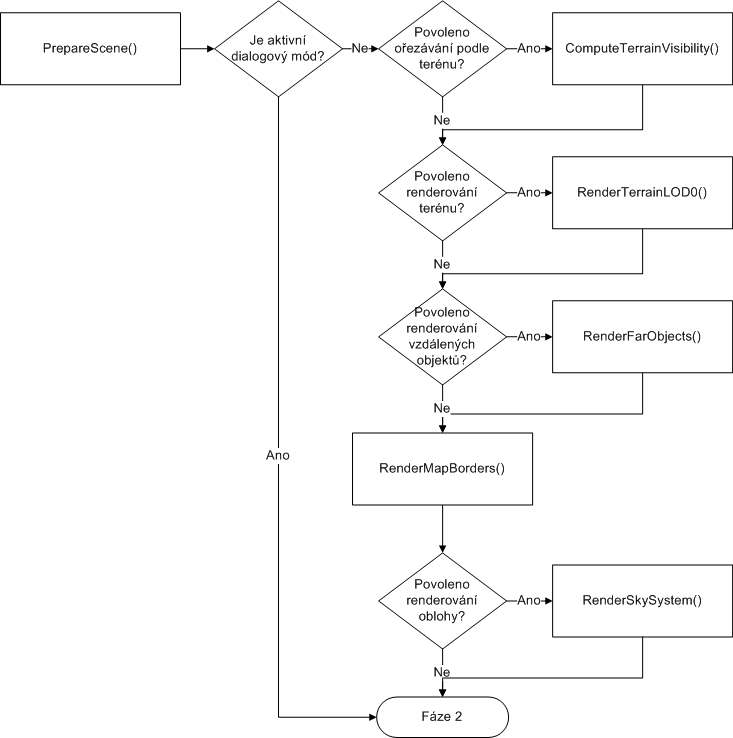 PrepareScene()
Je aktivní
dialogový mód?
Ne
Povoleno
ořezávání podle
terénu?
Ano
ComputeTerrainVisibility()
Ne
Povoleno
renderování
terénu?
Ano
RenderTerrainLOD0()
Ne
Povoleno
renderování
vzdálených
objektů?
Ano
RenderFarObjects()
Ne
Ano
RenderMapBorders()
Povoleno
renderování
oblohy?
Ano
RenderSkySystem()
Ne
Fáze 2